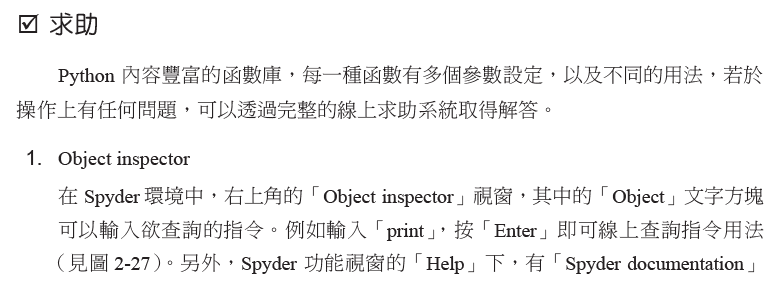 ☑ 求助
Python 內容豐富的函數庫，每一種函數有多個參數設定，以及不同的用法，若於
操作上有任何問題，可以透過完整的線上求助系統取得解答。
1. Object inspector
在 Spyder 環境中，右上角的「Object inspector」視窗，其中的「Object」文字方塊
可以輸入欲查詢的指令。例如輸入「print」，按「Enter」即可線上查詢指令用法
（見圖 2-27）。另外，Spyder 功能視窗的「Help」下，有「Spyder documentation」